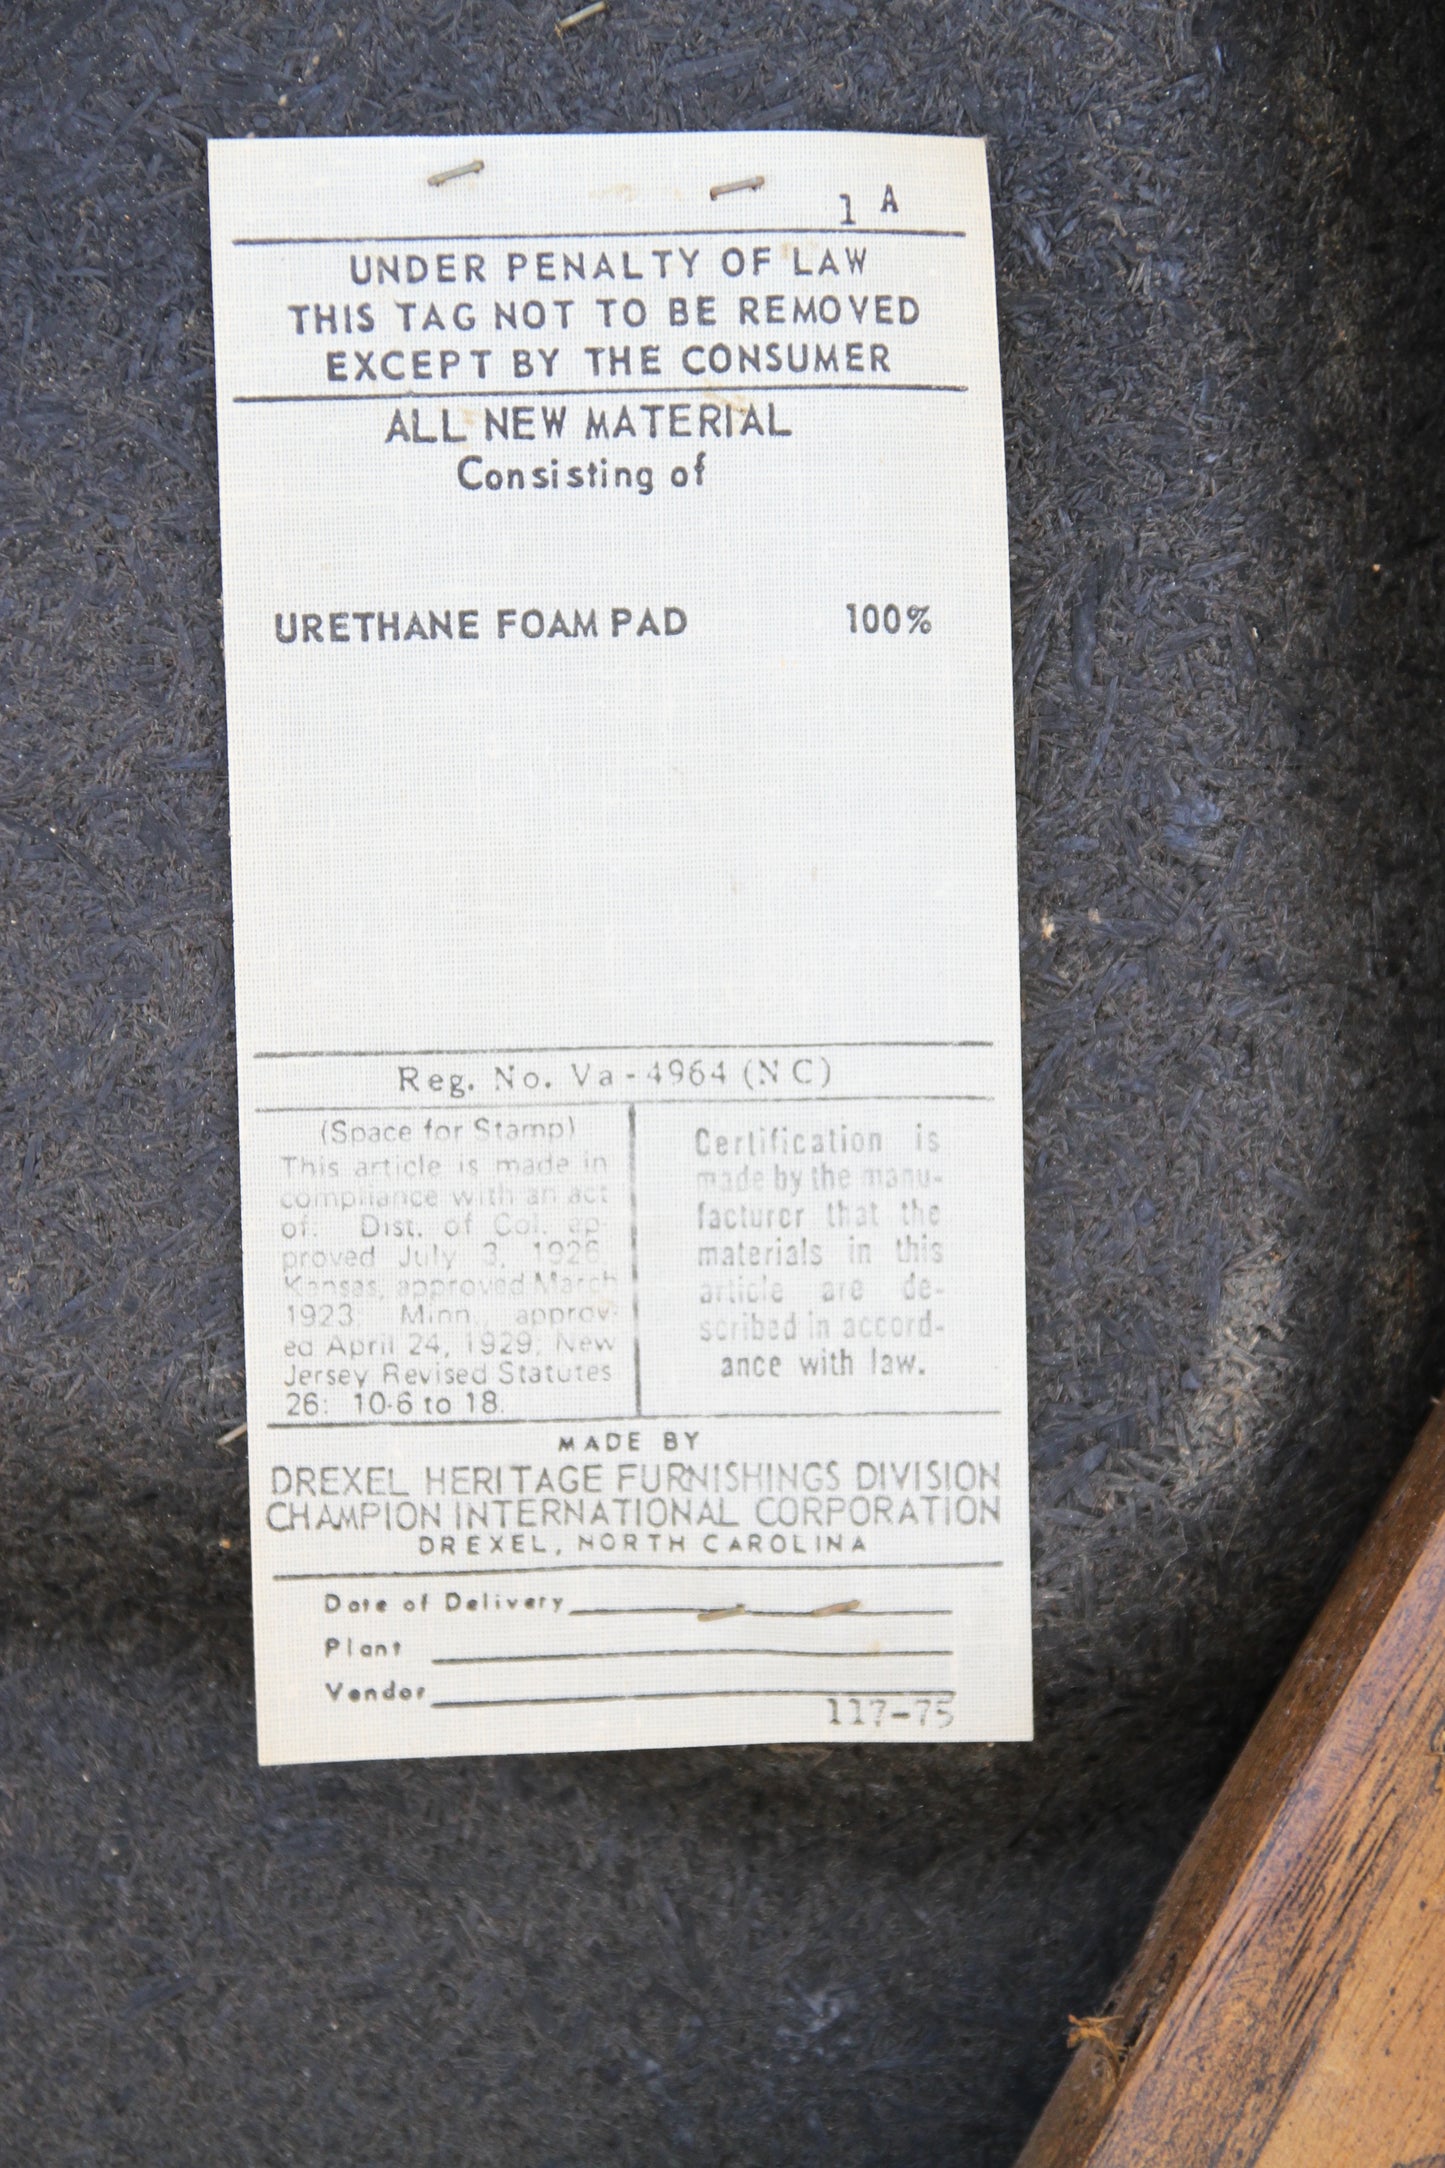 1 A
UNDER PENALTY OF LAW
THIS TAG NOT TO BE REMOVED
EXCEPT BY THE CONSUMER
ALL NEW MATERIAL
Consisting of
URETHANE FOAM PAD 100%
Reg. No. Va-4964 (NC)
(Space for Stamp)
This article is made in
compliance with an act
of: Dist. of Col. ap-
proved July 3, 1926;
Kansas, approved March
1923; Minn., approv-
ed April 24, 1929; New
Jersey Revised Statutes
26: 10-6 to 18.
Certification is
made by the manu-
facturer that the
materials in this
article are de-
scribed in accord-
ance with law.
MADE BY
DREXEL HERITAGE FURNISHINGS DIVISION
CHAMPION INTERNATIONAL CORPORATION
DREXEL, NORTH CAROLINA
Date of Delivery
Plant
Vendor
117-75